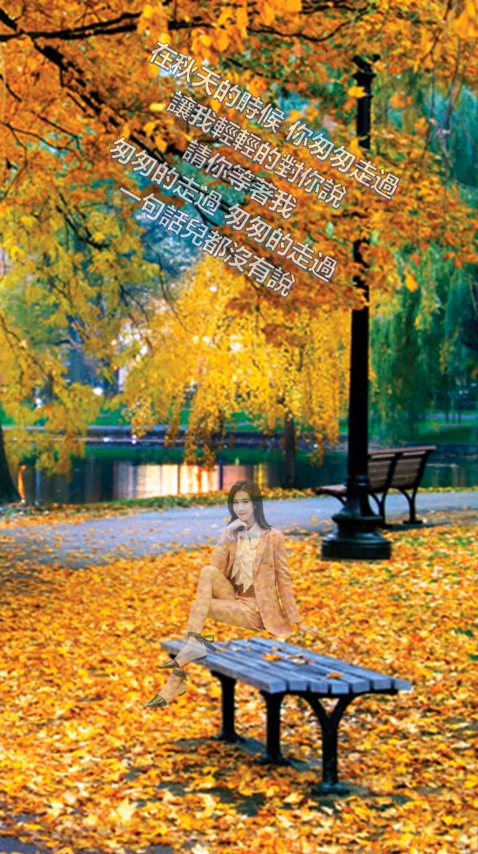 在秋天的時候 你匆匆走過
讓我輕輕的對你說
請你等著我
匆匆的走過 匆匆的走過
一句話兒都沒有說